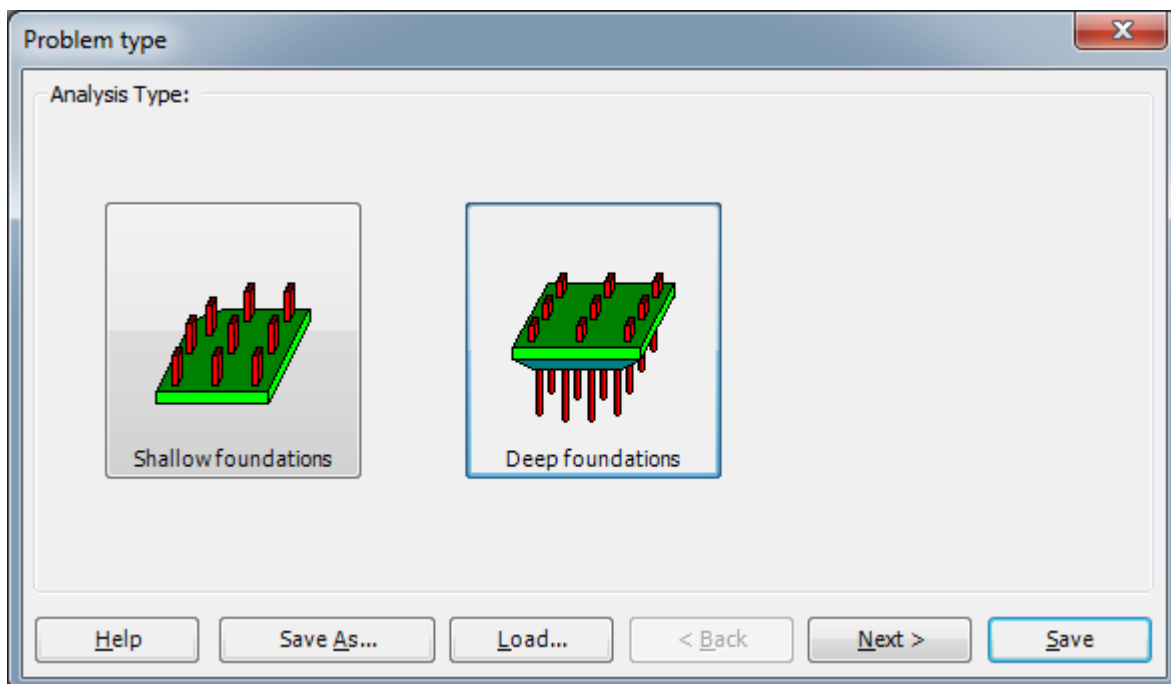 Problem type
Analysis Type:
Shallow foundations
Deep foundations
Help
Save As...
Load...
< Back
Next >
Save